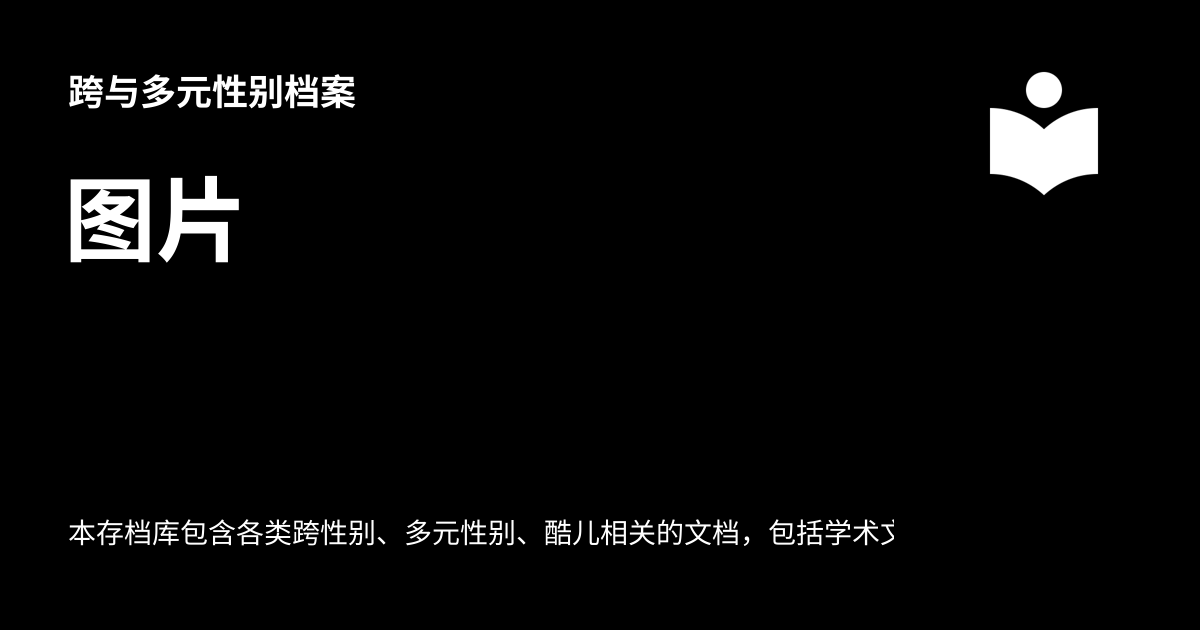 跨与多元性别档案
图片
本存档库包含各类跨性别、多元性别、酷儿相关的文档，包括学术